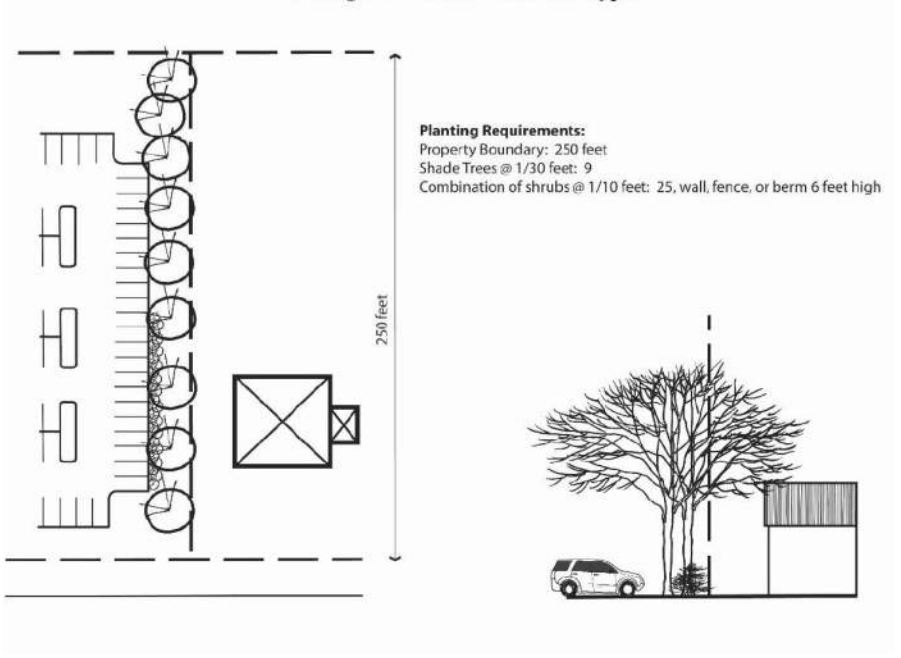 Planting Requirements:
Property Boundary: 250 feet
Shade Trees @ 1/30 feet: 9
Combination of shrubs @ 1/10 feet: 25, wall, fence, or berm 6 feet high
250 feet